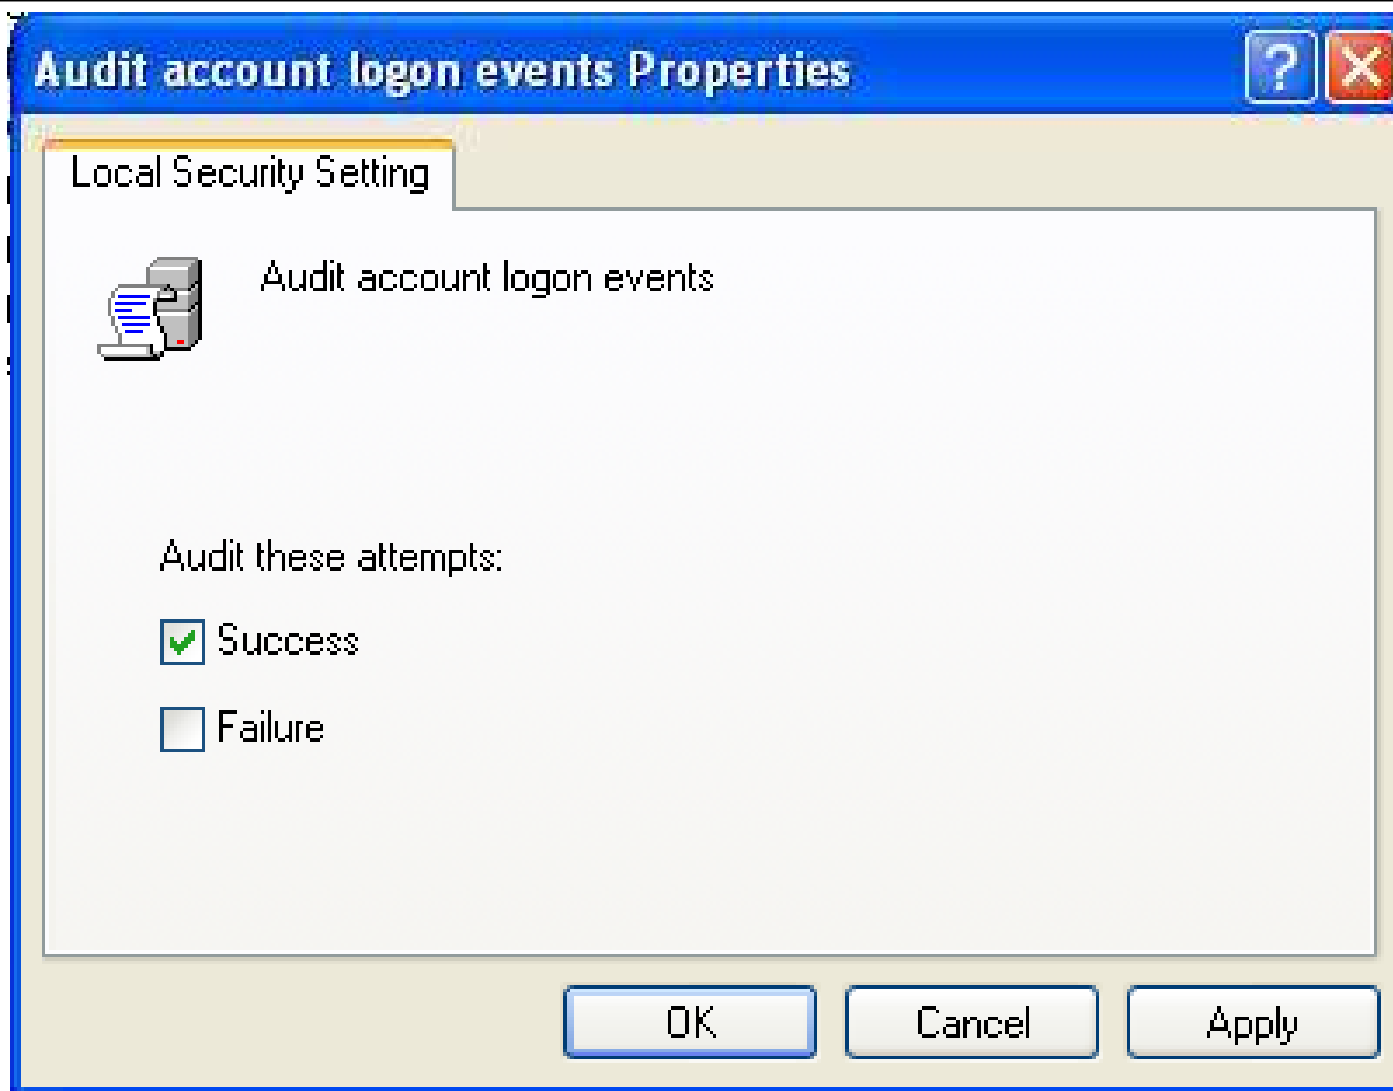 Audit account logon events Properties
Local Security Setting
Audit account logon events
Audit these attempts:
Success
Failure
OK Cancel Apply